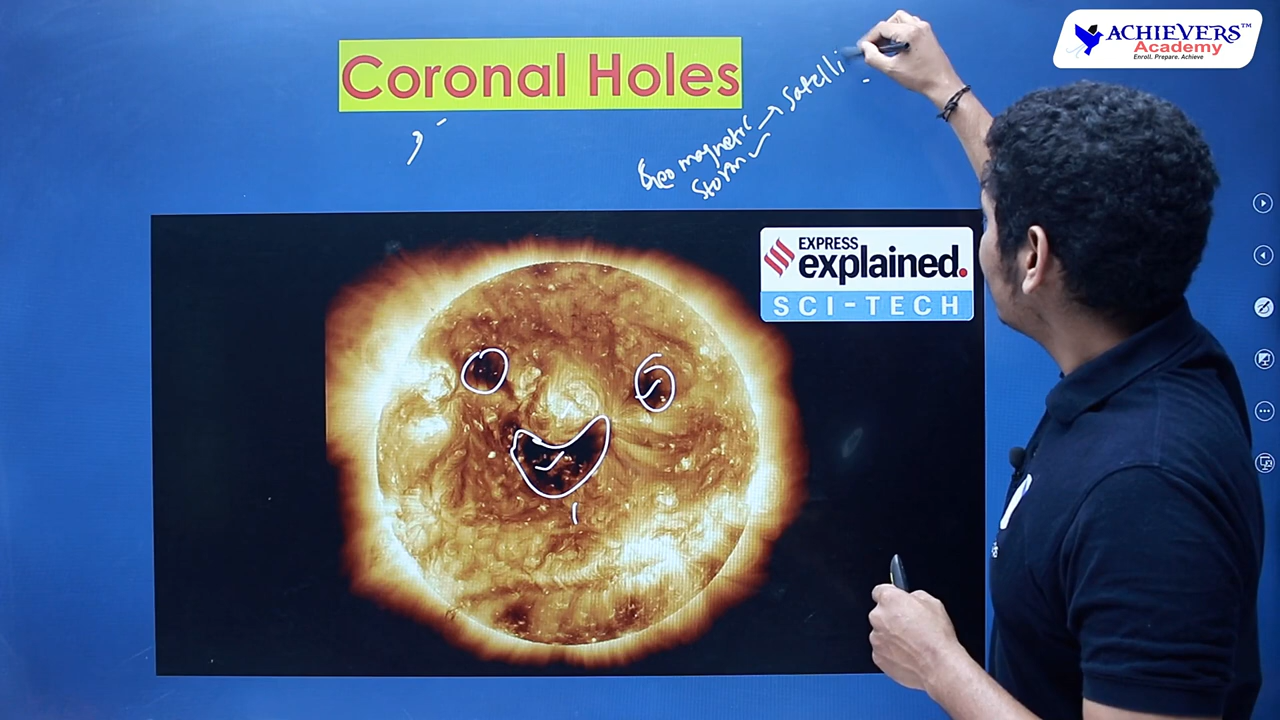 ACHIEVERS™
Academy
Enroll. Prepare. Achieve
Coronal Holes
Geo magnetic → Satelli
Storm
EXPRESS
explained.
SCI-TECH